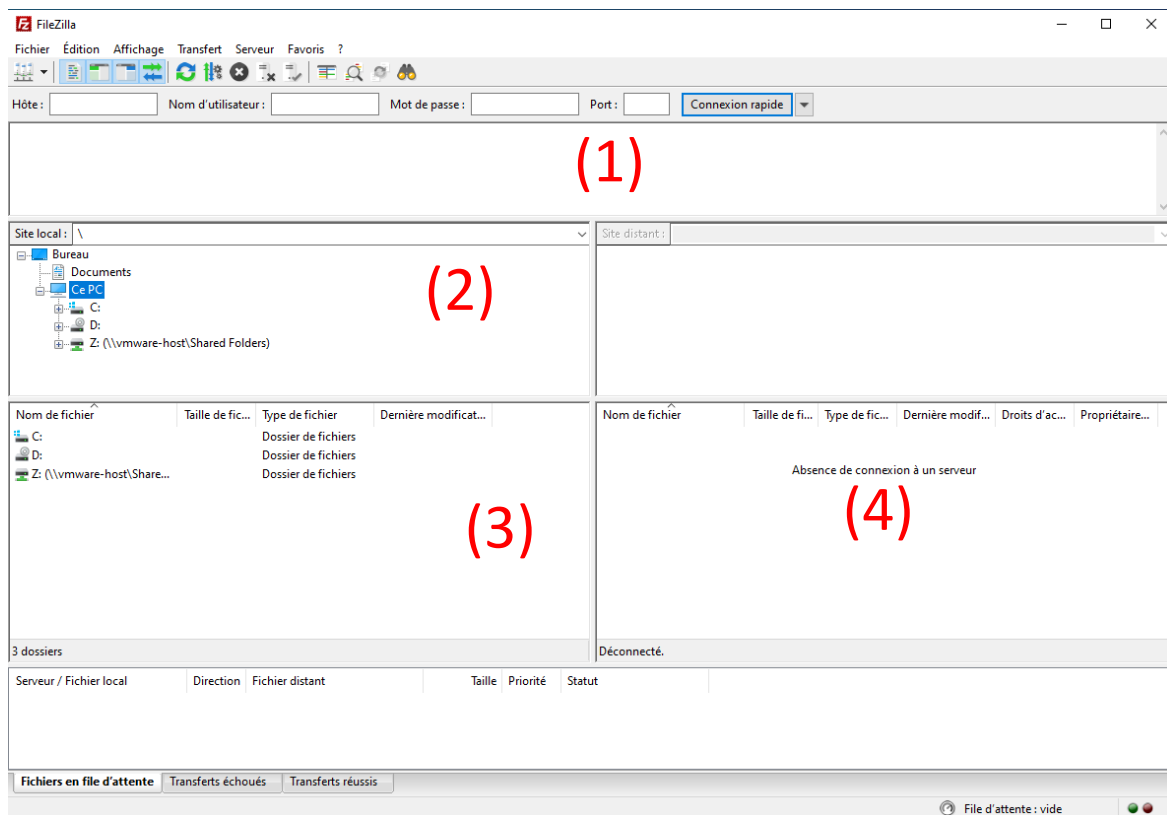 FileZilla
Fichier Édition Affichage Transfert Serveur Favoris ?
Hôte : Nom d'utilisateur : Mot de passe : Port : Connexion rapide
(1)
Site local : \ Site distant :
Bureau
Documents
Ce PC
C:
D:
Z: (\\vmware-host\Shared Folders)
(2)
Nom de fichier Taille de fic... Type de fichier Dernière modificat...
C: Dossier de fichiers
D: Dossier de fichiers
Z: (\\vmware-host\Share... Dossier de fichiers
(3)
3 dossiers
Nom de fichier Taille de fi... Type de fic... Dernière modif... Droits d'ac... Propriétaire...
Absence de connexion à un serveur
(4)
Déconnecté.
Serveur / Fichier local Direction Fichier distant Taille Priorité Statut
Fichiers en file d'attente Transferts échoués Transferts réussis
File d'attente : vide